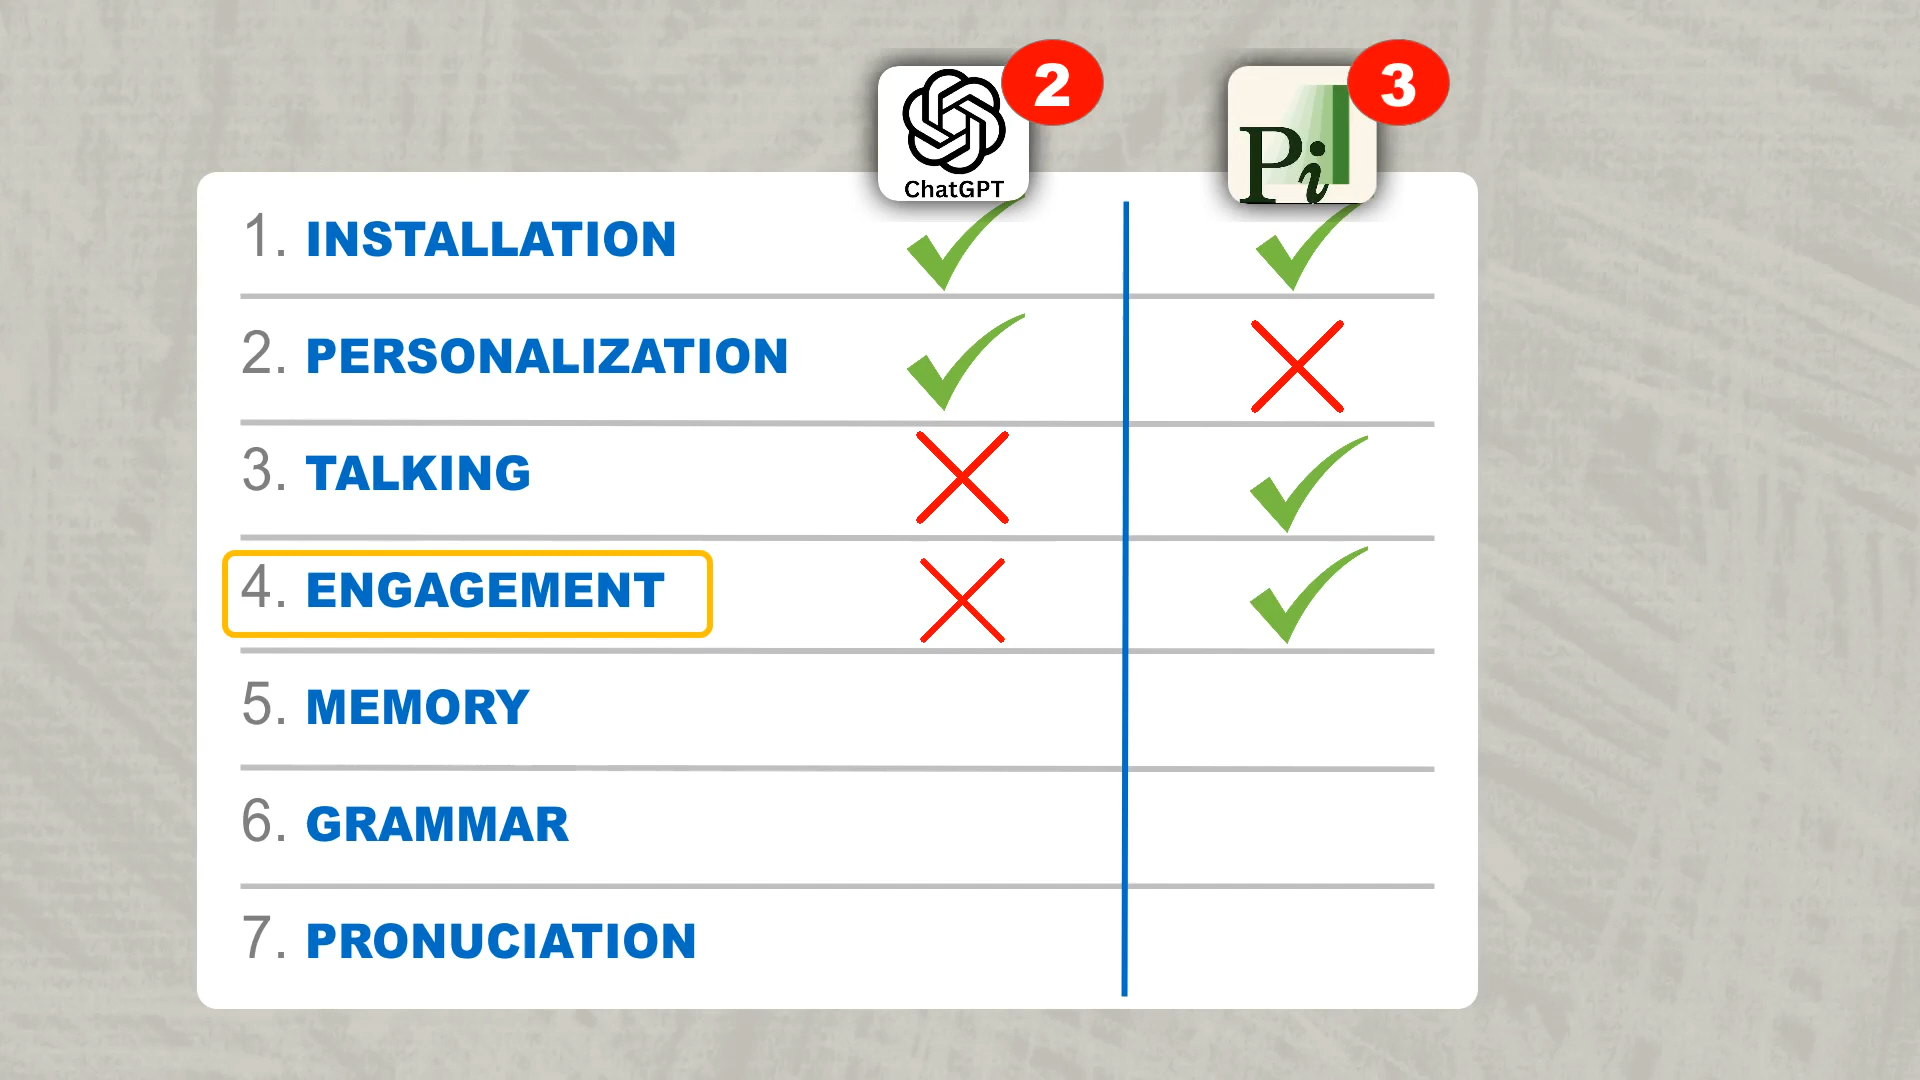 2
3
ChatGPT
Pi
1. INSTALLATION
2. PERSONALIZATION
3. TALKING
4. ENGAGEMENT
5. MEMORY
6. GRAMMAR
7. PRONUCIATION